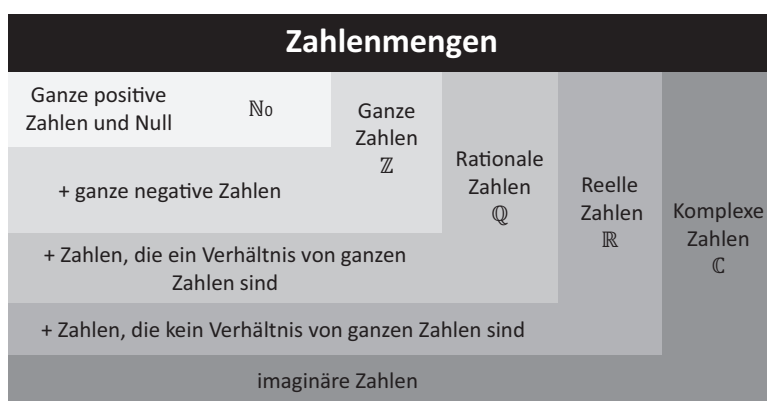 Zahlenmengen
Ganze positive
Zahlen und Null
ℕ₀
Ganze
Zahlen
ℤ
+ ganze negative Zahlen
Rationale
Zahlen
ℚ
+ Zahlen, die ein Verhältnis von ganzen
Zahlen sind
Reelle
Zahlen
ℝ
+ Zahlen, die kein Verhältnis von ganzen Zahlen sind
Komplexe
Zahlen
ℂ
imaginäre Zahlen